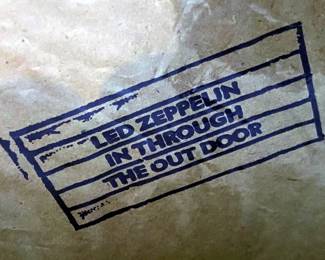 LED ZEPPELIN
IN THROUGH
THE OUT DOOR